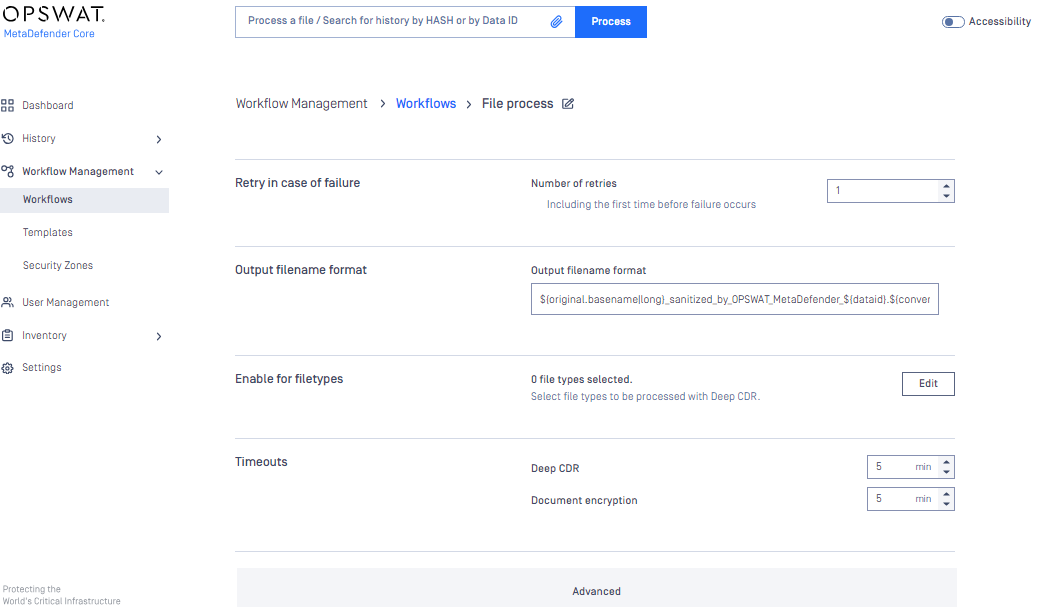 OPSWAT.
MetaDefender Core
Process a file / Search for history by HASH or by Data ID
Process
Accessibility
Dashboard
History
Workflow Management
Workflows
Templates
Security Zones
User Management
Inventory
Settings
Protecting the
World's Critical Infrastructure
Workflow Management > Workflows > File process
Retry in case of failure
Number of retries
1
Including the first time before failure occurs
Output filename format
Output filename format
${original.basename|long}_sanitized_by_OPSWAT_MetaDefender_${dataid}.${conver
Enable for filetypes
0 file types selected.
Edit
Select file types to be processed with Deep CDR.
Timeouts
Deep CDR
5 min
Document encryption
5 min
Advanced